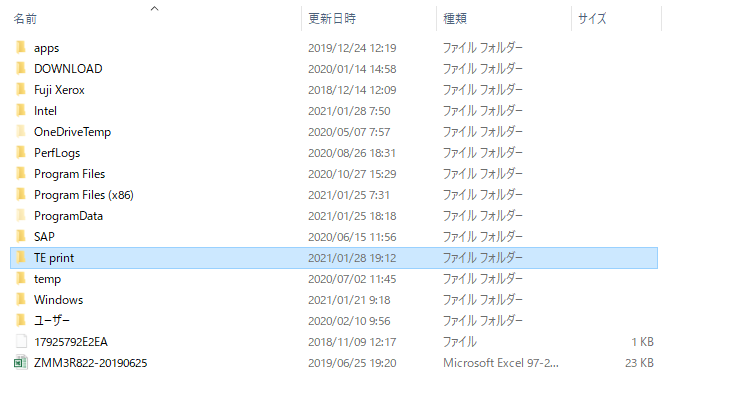 名前 更新日時 種類 サイズ
apps 2019/12/24 12:19 ファイル フォルダー
DOWNLOAD 2020/01/14 14:58 ファイル フォルダー
Fuji Xerox 2018/12/14 12:09 ファイル フォルダー
Intel 2021/01/28 7:50 ファイル フォルダー
OneDriveTemp 2020/05/07 7:57 ファイル フォルダー
PerfLogs 2020/08/26 18:31 ファイル フォルダー
Program Files 2020/10/27 15:29 ファイル フォルダー
Program Files (x86) 2021/01/25 7:31 ファイル フォルダー
ProgramData 2021/01/25 18:18 ファイル フォルダー
SAP 2020/06/15 11:56 ファイル フォルダー
TE print 2021/01/28 19:12 ファイル フォルダー
temp 2020/07/02 11:45 ファイル フォルダー
Windows 2021/01/21 9:18 ファイル フォルダー
ユーザー 2020/02/10 9:56 ファイル フォルダー
17925792E2EA 2018/11/09 12:17 ファイル 1 KB
ZMM3R822-20190625 2019/06/25 19:20 Microsoft Excel 97-2... 23 KB